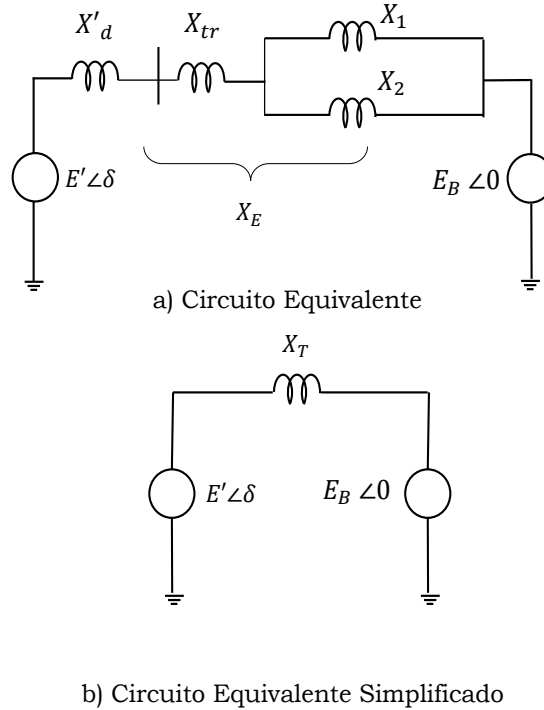 X'd Xtr X1
X2
E'∠δ EB ∠0
XE
a) Circuito Equivalente
XT
E'∠δ EB ∠0
b) Circuito Equivalente Simplificado